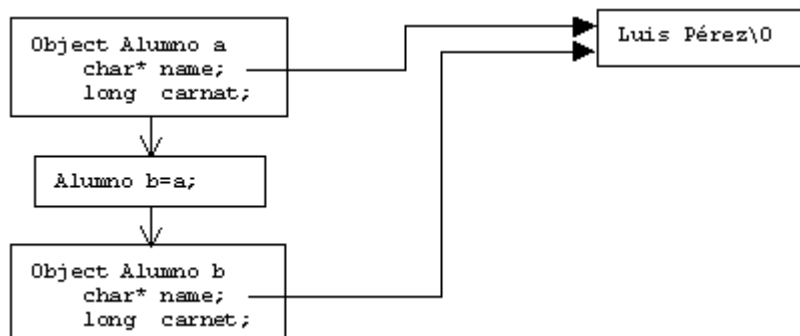 Object Alumno a
char* name;
long carnat;
Luis Pérez\0
Alumno b=a;
Object Alumno b
char* name;
long carnet;